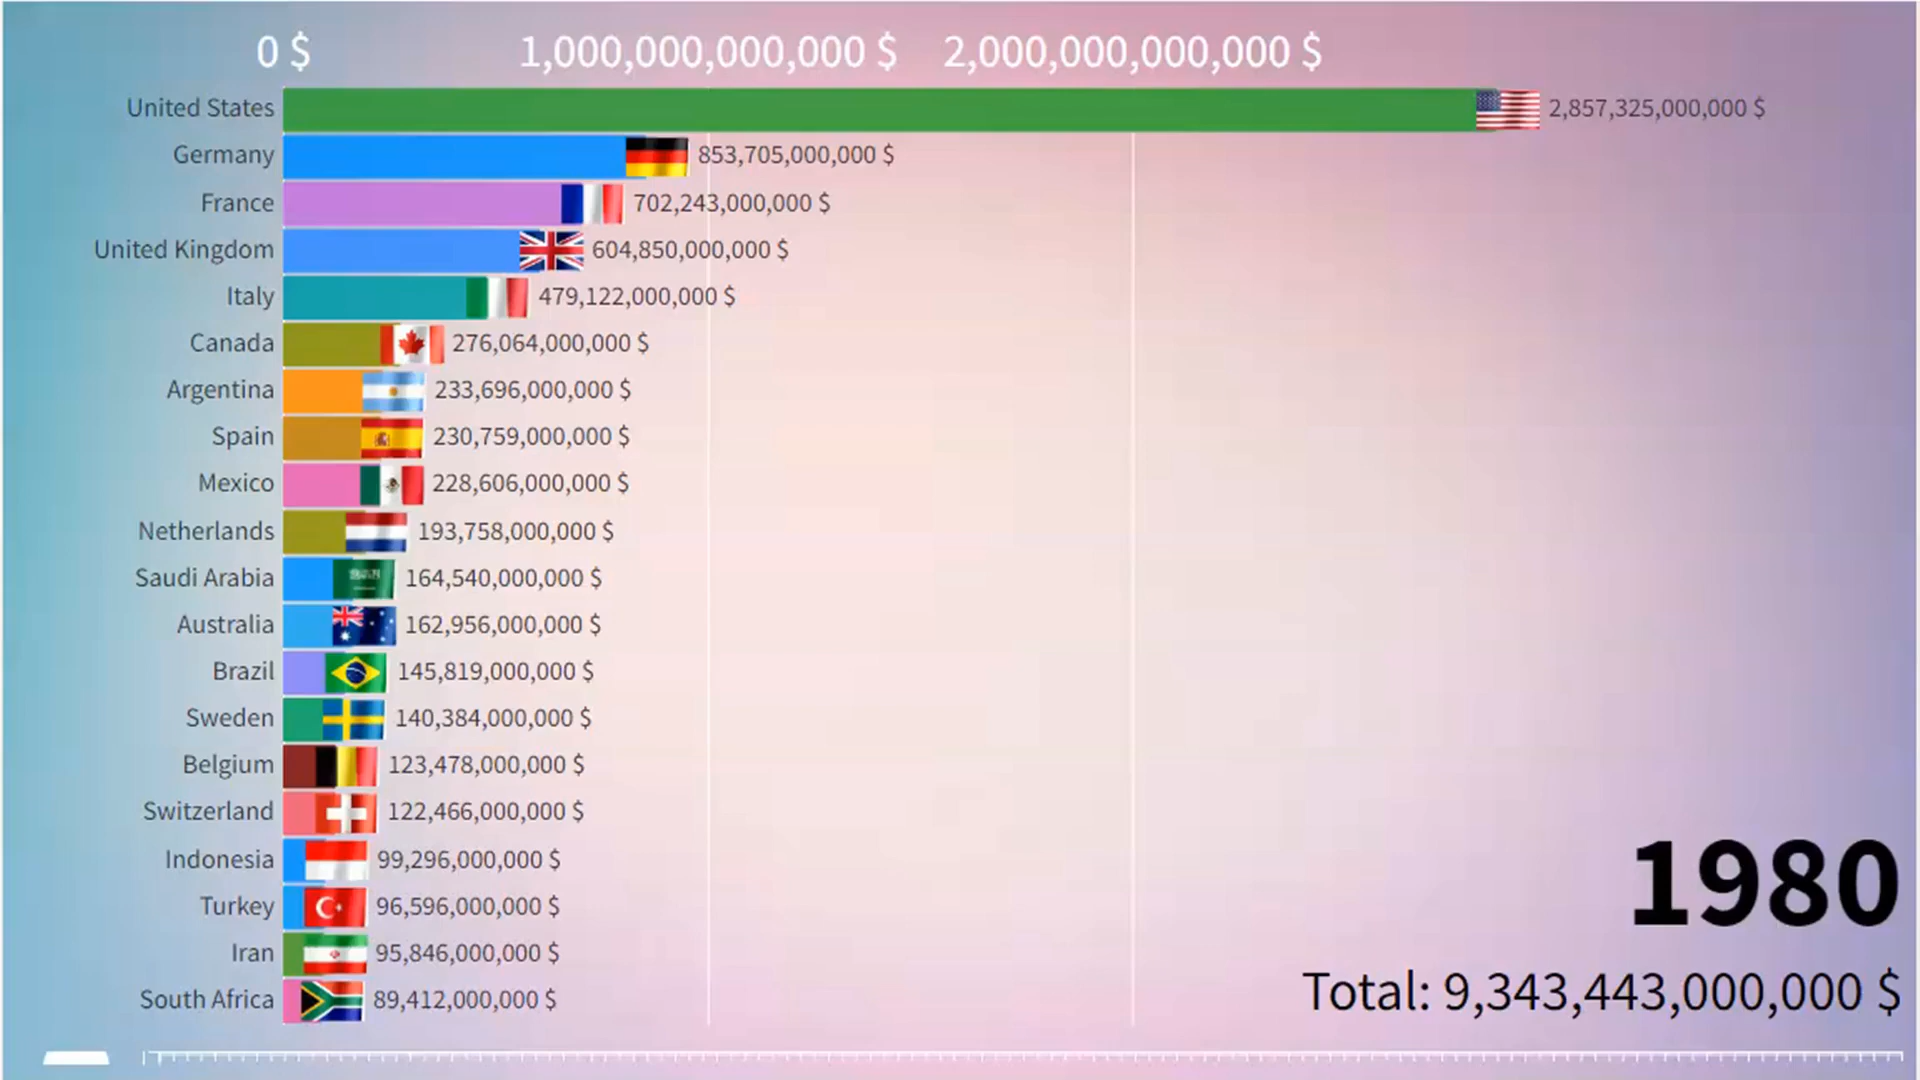 0 $ 1,000,000,000,000 $ 2,000,000,000,000 $
United States 2,857,325,000,000 $
Germany 853,705,000,000 $
France 702,243,000,000 $
United Kingdom 604,850,000,000 $
Italy 479,122,000,000 $
Canada 276,064,000,000 $
Argentina 233,696,000,000 $
Spain 230,759,000,000 $
Mexico 228,606,000,000 $
Netherlands 193,758,000,000 $
Saudi Arabia 164,540,000,000 $
Australia 162,956,000,000 $
Brazil 145,819,000,000 $
Sweden 140,384,000,000 $
Belgium 123,478,000,000 $
Switzerland 122,466,000,000 $
Indonesia 99,296,000,000 $
Turkey 96,596,000,000 $
Iran 95,846,000,000 $
South Africa 89,412,000,000 $
1980
Total: 9,343,443,000,000 $